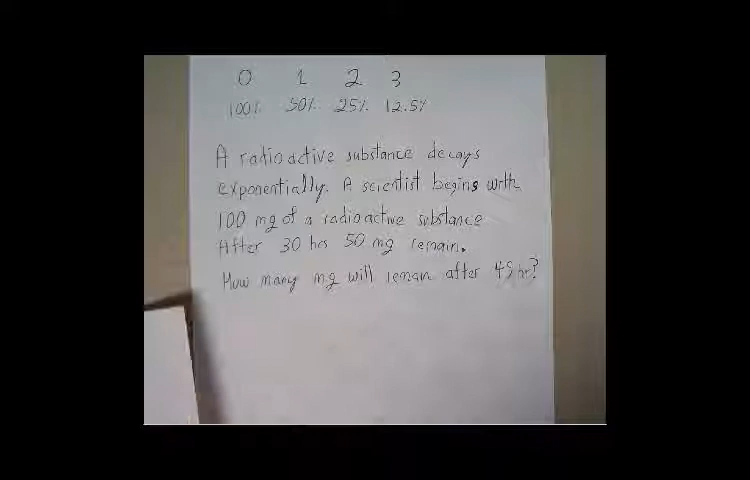 0 1 2 3
100% 50% 25% 12.5%
A radioactive substance decays
exponentially. A scientist begins with
100 mg of a radioactive substance
After 30 hrs 50 mg remain.
How many mg will remain after 45 hr?